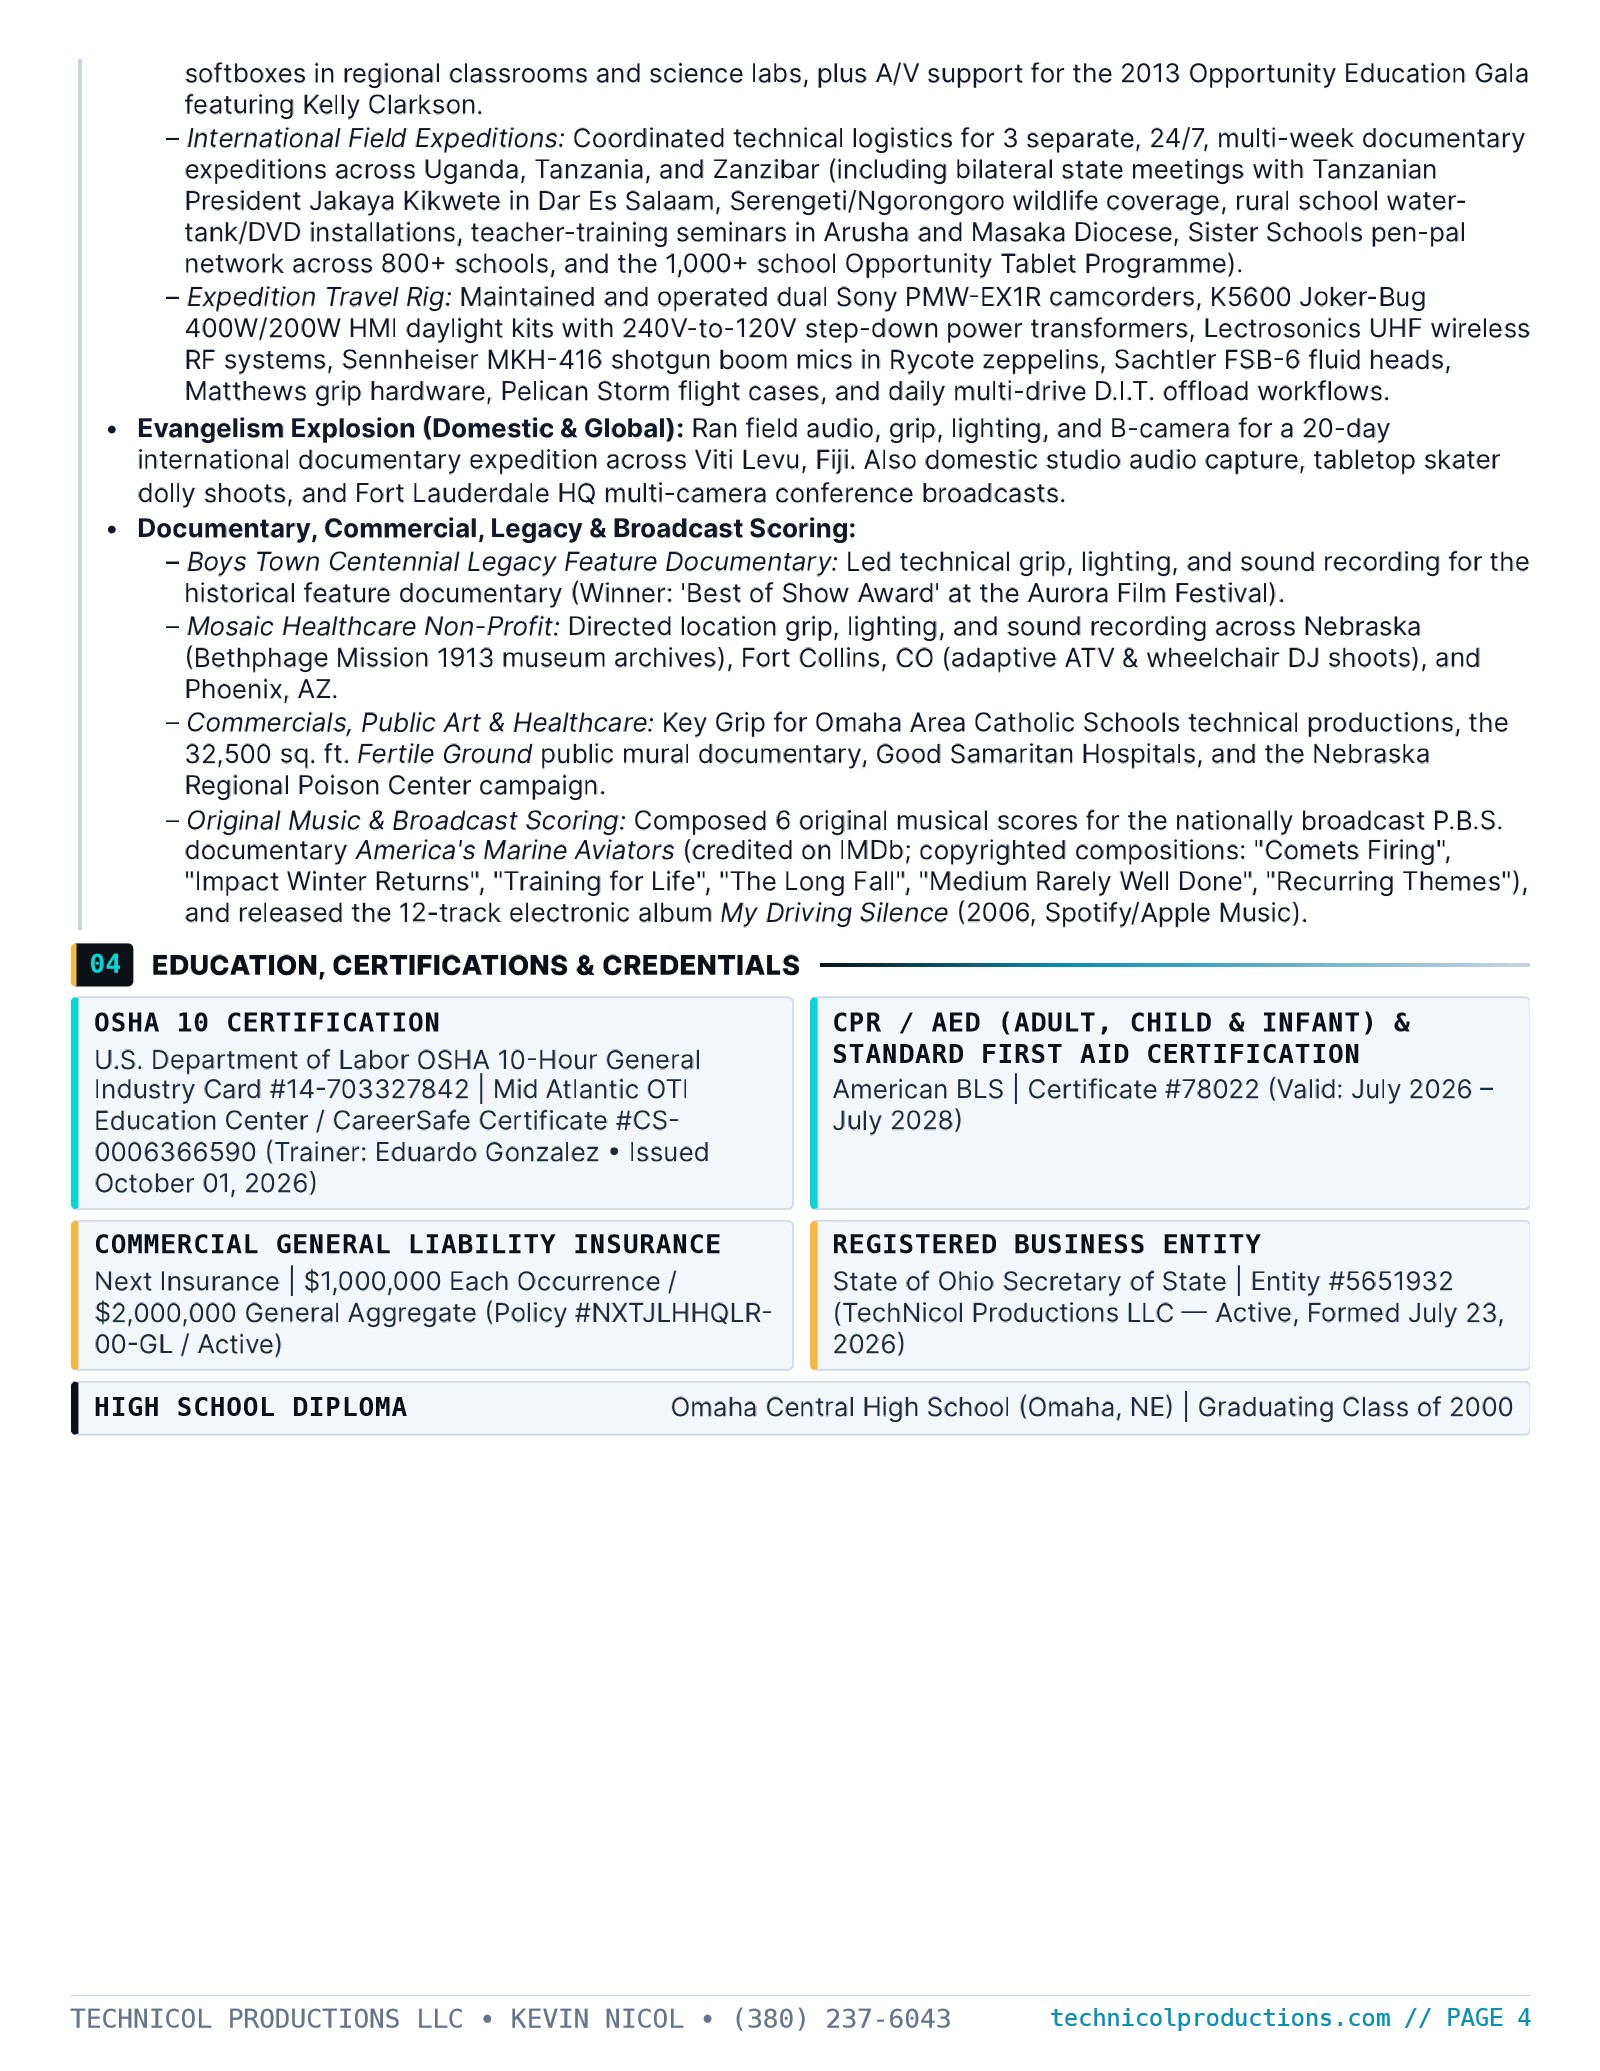 softboxes in regional classrooms and science labs, plus A/V support for the 2013 Opportunity Education Gala
featuring Kelly Clarkson.
– International Field Expeditions: Coordinated technical logistics for 3 separate, 24/7, multi-week documentary
expeditions across Uganda, Tanzania, and Zanzibar (including bilateral state meetings with Tanzanian
President Jakaya Kikwete in Dar Es Salaam, Serengeti/Ngorongoro wildlife coverage, rural school water-
tank/DVD installations, teacher-training seminars in Arusha and Masaka Diocese, Sister Schools pen-pal
network across 800+ schools, and the 1,000+ school Opportunity Tablet Programme).
– Expedition Travel Rig: Maintained and operated dual Sony PMW-EX1R camcorders, K5600 Joker-Bug
400W/200W HMI daylight kits with 240V-to-120V step-down power transformers, Lectrosonics UHF wireless
RF systems, Sennheiser MKH-416 shotgun boom mics in Rycote zeppelins, Sachtler FSB-6 fluid heads,
Matthews grip hardware, Pelican Storm flight cases, and daily multi-drive D.I.T. offload workflows.
• Evangelism Explosion (Domestic & Global): Ran field audio, grip, lighting, and B-camera for a 20-day
international documentary expedition across Viti Levu, Fiji. Also domestic studio audio capture, tabletop skater
dolly shoots, and Fort Lauderdale HQ multi-camera conference broadcasts.
• Documentary, Commercial, Legacy & Broadcast Scoring:
– Boys Town Centennial Legacy Feature Documentary: Led technical grip, lighting, and sound recording for the
historical feature documentary (Winner: 'Best of Show Award' at the Aurora Film Festival).
– Mosaic Healthcare Non-Profit: Directed location grip, lighting, and sound recording across Nebraska
(Bethphage Mission 1913 museum archives), Fort Collins, CO (adaptive ATV & wheelchair DJ shoots), and
Phoenix, AZ.
– Commercials, Public Art & Healthcare: Key Grip for Omaha Area Catholic Schools technical productions, the
32,500 sq. ft. Fertile Ground public mural documentary, Good Samaritan Hospitals, and the Nebraska
Regional Poison Center campaign.
– Original Music & Broadcast Scoring: Composed 6 original musical scores for the nationally broadcast P.B.S.
documentary America's Marine Aviators (credited on IMDb; copyrighted compositions: "Comets Firing",
"Impact Winter Returns", "Training for Life", "The Long Fall", "Medium Rarely Well Done", "Recurring Themes"),
and released the 12-track electronic album My Driving Silence (2006, Spotify/Apple Music).
04 EDUCATION, CERTIFICATIONS & CREDENTIALS
OSHA 10 CERTIFICATION
U.S. Department of Labor OSHA 10-Hour General
Industry Card #14-703327842 | Mid Atlantic OTI
Education Center / CareerSafe Certificate #CS-
0006366590 (Trainer: Eduardo Gonzalez • Issued
October 01, 2026)
CPR / AED (ADULT, CHILD & INFANT) &
STANDARD FIRST AID CERTIFICATION
American BLS | Certificate #78022 (Valid: July 2026 –
July 2028)
COMMERCIAL GENERAL LIABILITY INSURANCE
Next Insurance | $1,000,000 Each Occurrence /
$2,000,000 General Aggregate (Policy #NXTJLHHQLR-
00-GL / Active)
REGISTERED BUSINESS ENTITY
State of Ohio Secretary of State | Entity #5651932
(TechNicol Productions LLC — Active, Formed July 23,
2026)
HIGH SCHOOL DIPLOMA Omaha Central High School (Omaha, NE) | Graduating Class of 2000
TECHNICOL PRODUCTIONS LLC • KEVIN NICOL • (380) 237-6043 technicolproductions.com // PAGE 4